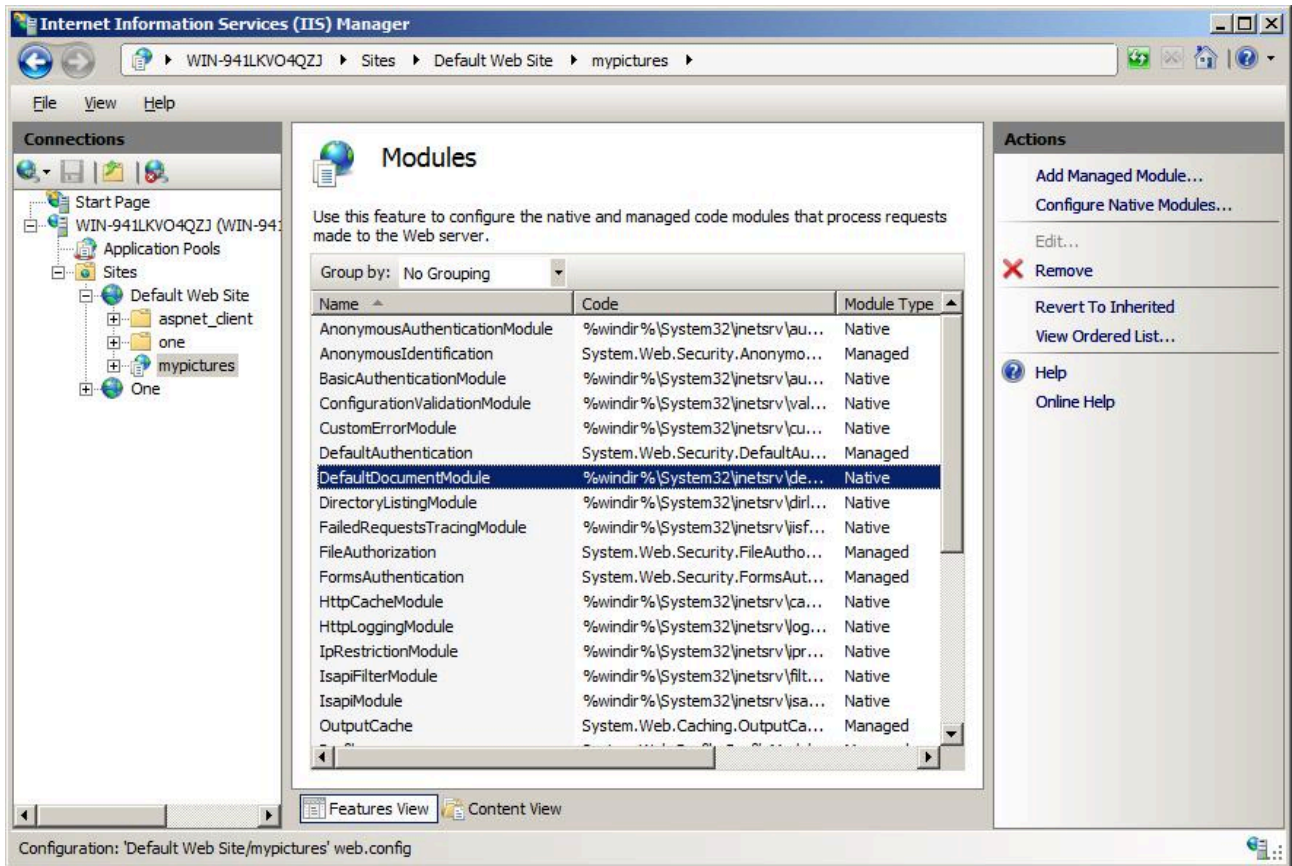 Internet Information Services (IIS) Manager
WIN-941LKVO4QZJ Sites Default Web Site mypictures
File View Help
Connections
Start Page
WIN-941LKVO4QZJ (WIN-941
Application Pools
Sites
Default Web Site
aspnet_client
one
mypictures
One
Modules
Use this feature to configure the native and managed code modules that process requests
made to the Web server.
Group by: No Grouping
Name Code Module Type
AnonymousAuthenticationModule %windir%\System32\inetsrv\au... Native
AnonymousIdentification System.Web.Security.Anonymo... Managed
BasicAuthenticationModule %windir%\System32\inetsrv\au... Native
ConfigurationValidationModule %windir%\System32\inetsrv\val... Native
CustomErrorModule %windir%\System32\inetsrv\cu... Native
DefaultAuthentication System.Web.Security.DefaultAu... Managed
DefaultDocumentModule %windir%\System32\inetsrv\de... Native
DirectoryListingModule %windir%\System32\inetsrv\dirl... Native
FailedRequestsTracingModule %windir%\System32\inetsrv\iisf... Native
FileAuthorization System.Web.Security.FileAutho... Managed
FormsAuthentication System.Web.Security.FormsAut... Managed
HttpCacheModule %windir%\System32\inetsrv\ca... Native
HttpLoggingModule %windir%\System32\inetsrv\log... Native
IpRestrictionModule %windir%\System32\inetsrv\ipr... Native
IsapiFilterModule %windir%\System32\inetsrv\filt... Native
IsapiModule %windir%\System32\inetsrv\isa... Native
OutputCache System.Web.Caching.OutputCa... Managed
Features View Content View
Actions
Add Managed Module...
Configure Native Modules...
Edit...
Remove
Revert To Inherited
View Ordered List...
Help
Online Help
Configuration: 'Default Web Site/mypictures' web.config